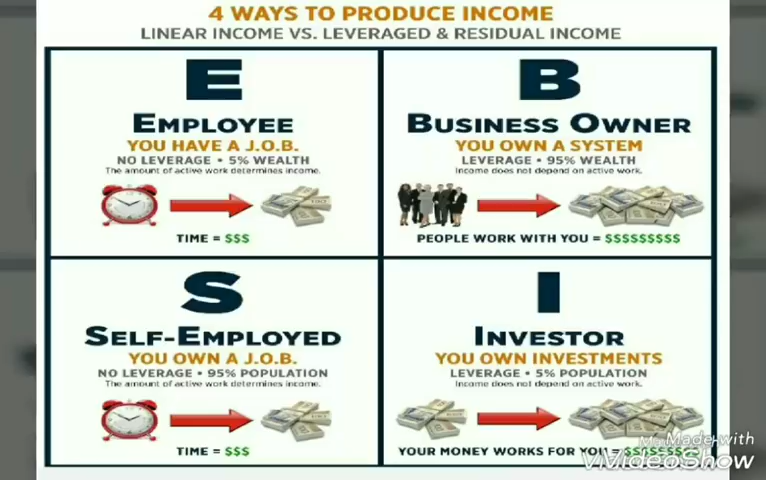 4 WAYS TO PRODUCE INCOME
LINEAR INCOME VS. LEVERAGED & RESIDUAL INCOME
E
EMPLOYEE
YOU HAVE A J.O.B.
NO LEVERAGE • 5% WEALTH
The amount of active work determines income.
TIME = $$$
B
BUSINESS OWNER
YOU OWN A SYSTEM
LEVERAGE • 95% WEALTH
Income does not depend on active work.
PEOPLE WORK WITH YOU = $$$$$$$$$
S
SELF-EMPLOYED
YOU OWN A J.O.B.
NO LEVERAGE • 95% POPULATION
The amount of active work determines income.
TIME = $$$
I
INVESTOR
YOU OWN INVESTMENTS
LEVERAGE • 5% POPULATION
Income does not depend on active work.
YOUR MONEY WORKS FOR YOU =
Made with
VivaVideo